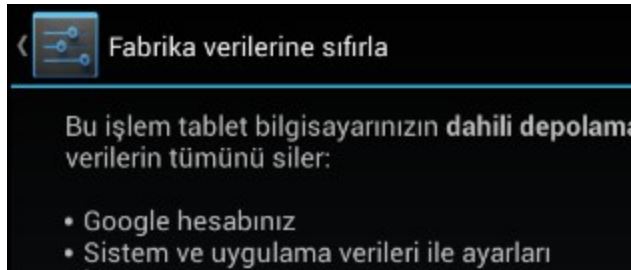 Fabrika verilerine sıfırla
Bu işlem tablet bilgisayarınızın dahili depolama
verilerin tümünü siler:
• Google hesabınız
• Sistem ve uygulama verileri ile ayarları